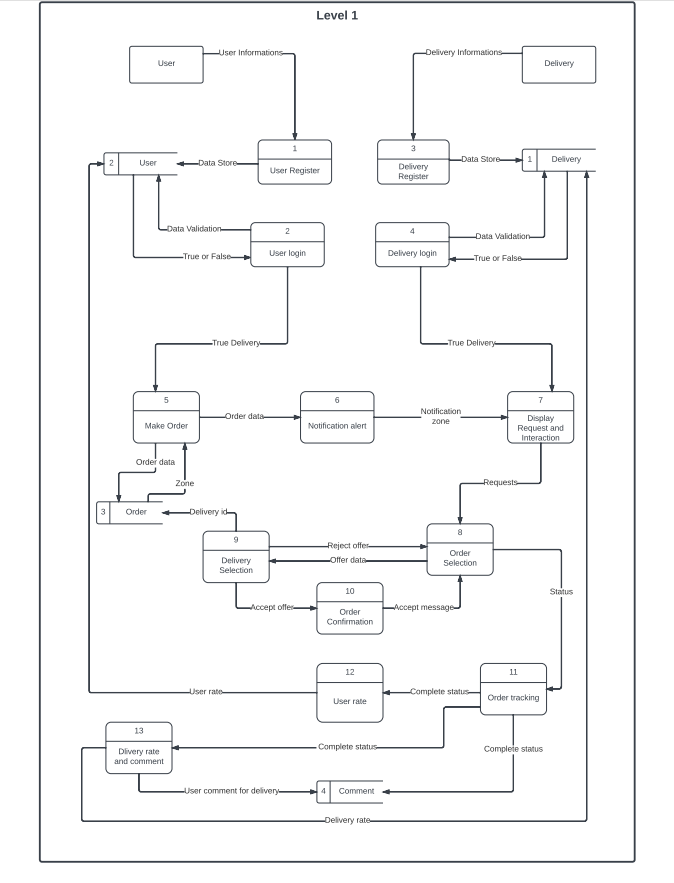 Level 1
User
User Informations
Delivery Informations
Delivery
1
User Register
3
Delivery
Register
2
User
Data Store
Data Store
1
Delivery
2
User login
4
Delivery login
Data Validation
Data Validation
True or False
True or False
True Delivery
True Delivery
5
Make Order
Order data
6
Notification alert
Notification
zone
7
Display
Request and
Interaction
Order data
Zone
3
Order
Delivery id
Requests
9
Delivery
Selection
Reject offer
Offer data
8
Order
Selection
Accept offer
10
Order
Confirmation
Accept message
Status
User rate
12
User rate
Complete status
11
Order tracking
13
Dlivery rate
and comment
Complete status
Complete status
User comment for delivery
4
Comment
Delivery rate